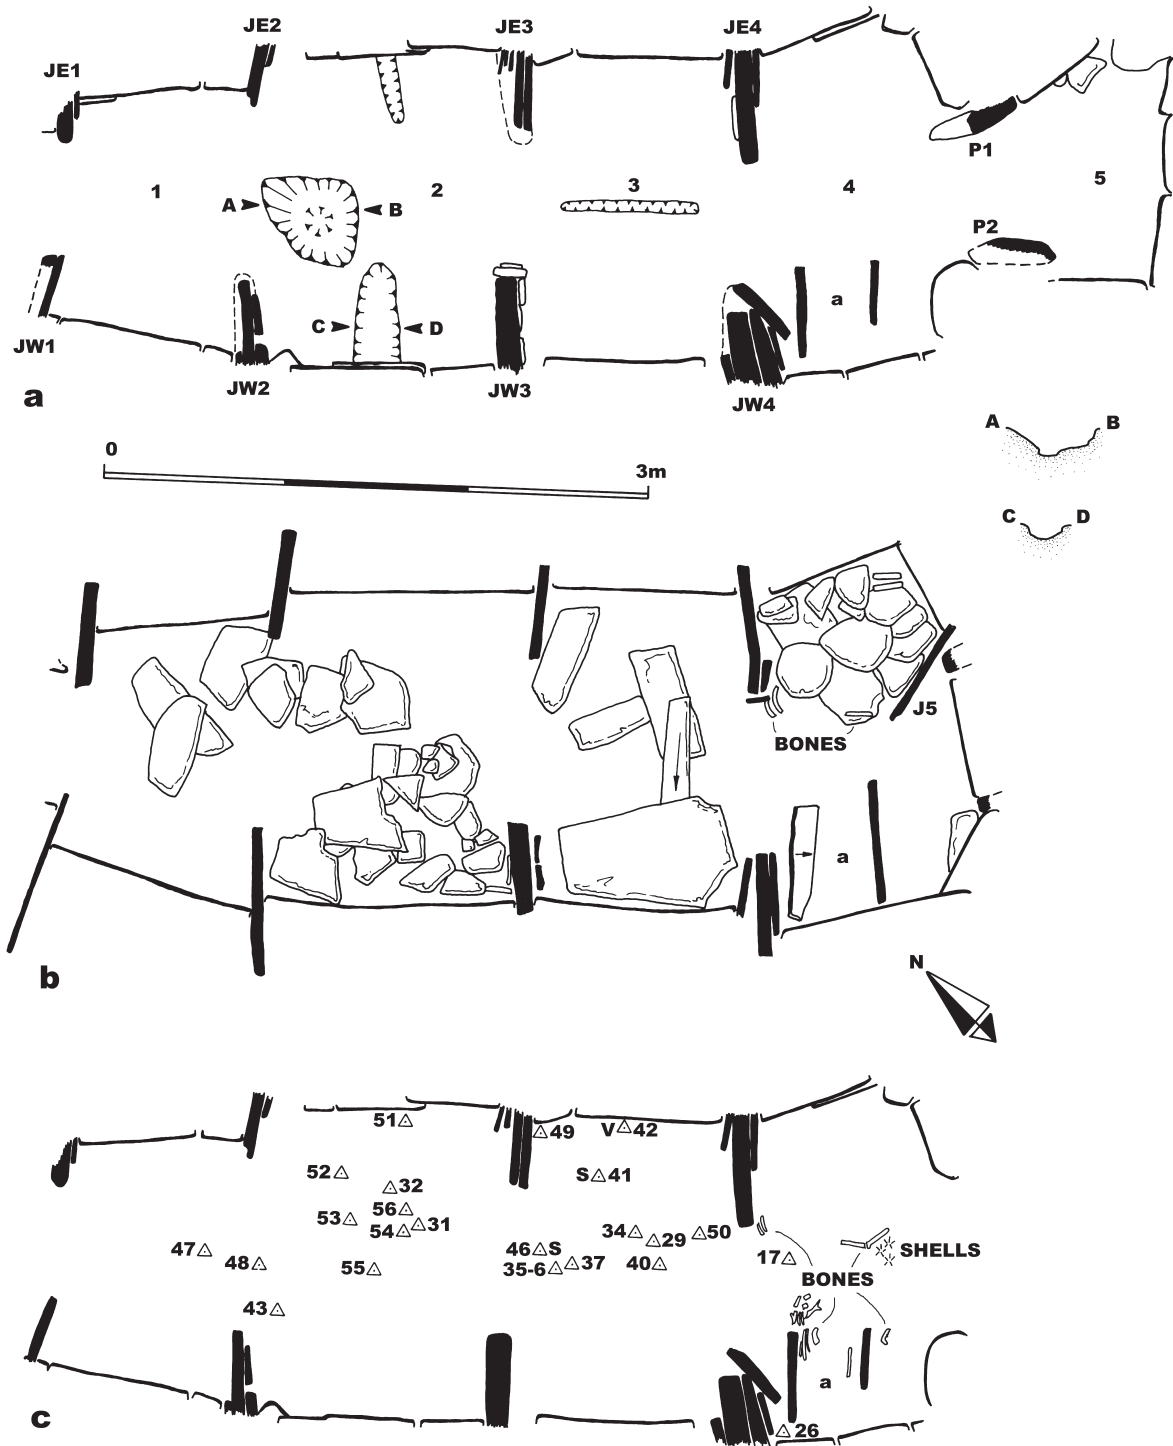 JE1
JE2
JE3
JE4
P1
1
A
B
2
3
4
5
P2
a
C
D
JW1
JW2
JW3
JW4
a
A
B
0
3m
C
D
J5
BONES
a
b
N
51
49
V 42
52
32
S 41
53
56
54
31
34
29
50
47
48
55
46 S
35-6
37
40
17
SHELLS
BONES
43
a
26
c